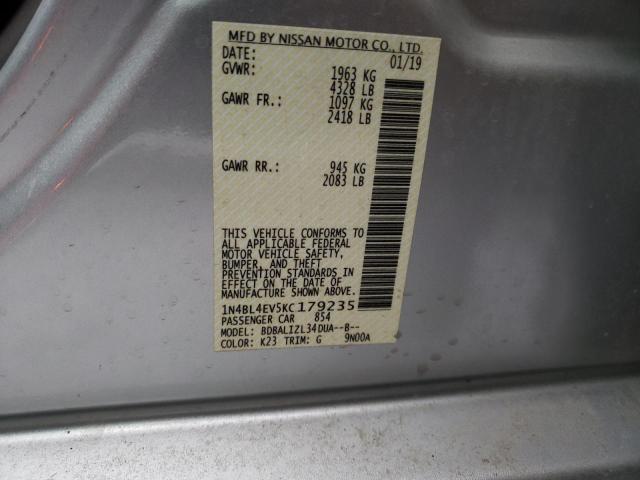 MFD BY NISSAN MOTOR CO., LTD.
DATE: 01/19
GVWR: 1963 KG
4328 LB
GAWR FR.: 1097 KG
2418 LB
GAWR RR.: 945 KG
2083 LB
THIS VEHICLE CONFORMS TO
ALL APPLICABLE FEDERAL
MOTOR VEHICLE SAFETY,
BUMPER, AND THEFT
PREVENTION STANDARDS IN
EFFECT ON THE DATE OF
MANUFACTURE SHOWN ABOVE.
1N4BL4EV5KC179235
PASSENGER CAR 854
MODEL: BDBALIZL34DUA--B--
COLOR: K23 TRIM: G 9N00A